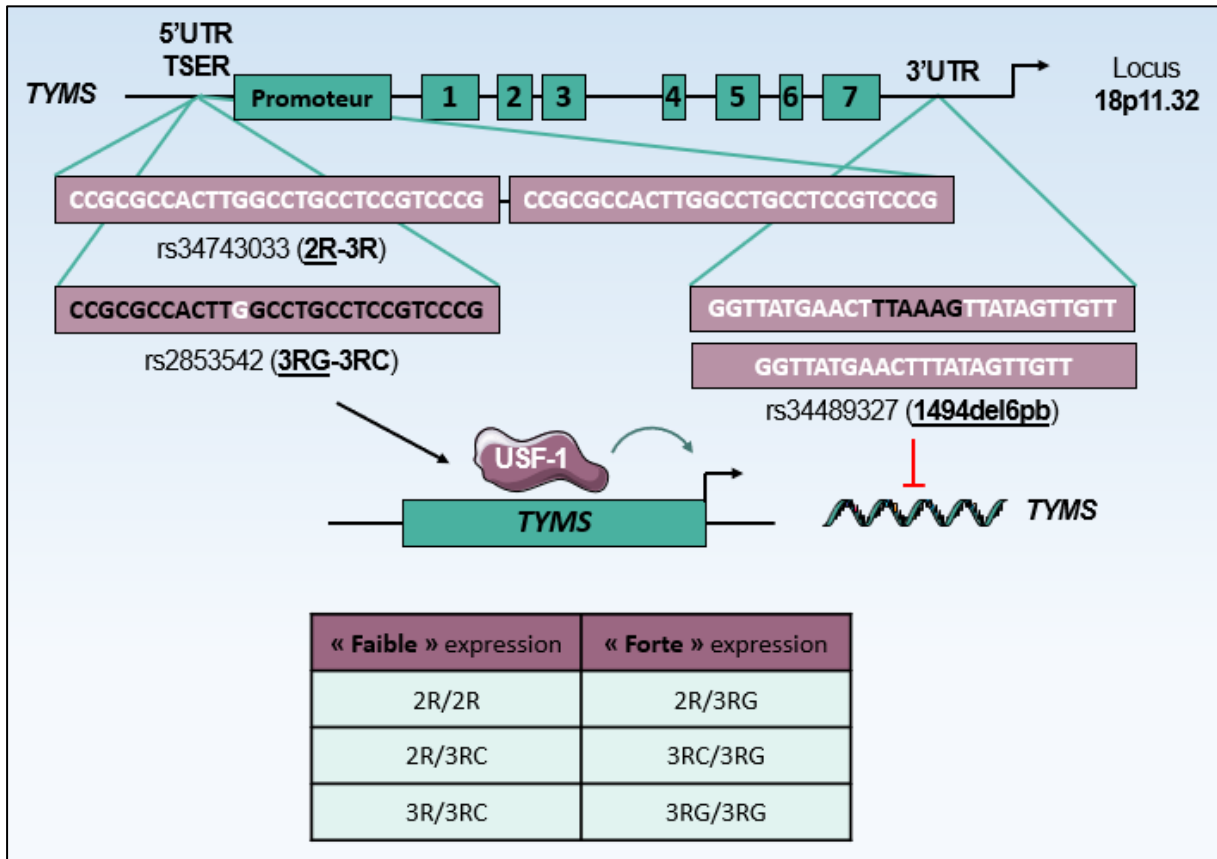 5'UTR
TSER
TYMS
Promoteur
1 2 3 4 5 6 7
3'UTR
Locus
18p11.32
CCGCGCCACTTGGCCTGCCTCCGTCCCG CCGCGCCACTTGGCCTGCCTCCGTCCCG
rs34743033 (2R-3R)
CCGCGCCACTTGGCCTGCCTCCGTCCCG
rs2853542 (3RG-3RC)
GGTTATGAACTTTAAAGTTATAGTTGTT
GGTTATGAACTTTATAGTTGTT
rs34489327 (1494del6pb)
USF-1
TYMS
TYMS
« Faible » expression « Forte » expression
2R/2R 2R/3RG
2R/3RC 3RC/3RG
3R/3RC 3RG/3RG